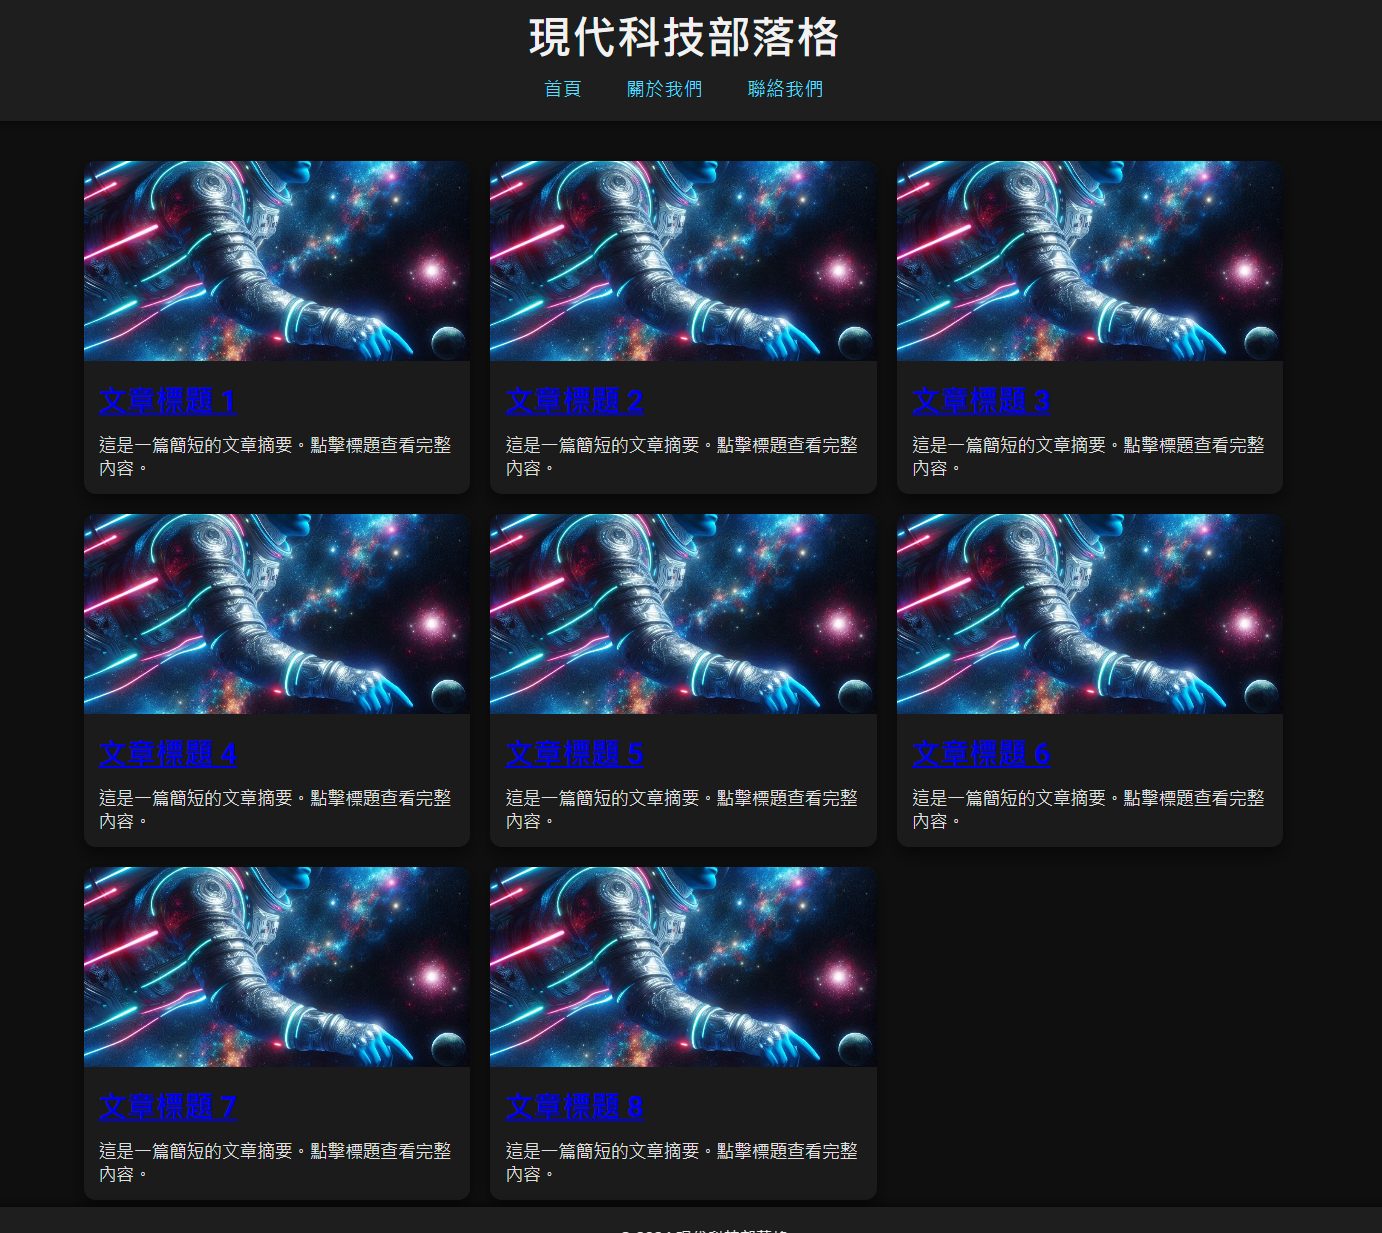 現代科技部落格
首頁 關於我們 聯絡我們
文章標題 1
這是一篇簡短的文章摘要。點擊標題查看完整
內容。
文章標題 2
這是一篇簡短的文章摘要。點擊標題查看完整
內容。
文章標題 3
這是一篇簡短的文章摘要。點擊標題查看完整
內容。
文章標題 4
這是一篇簡短的文章摘要。點擊標題查看完整
內容。
文章標題 5
這是一篇簡短的文章摘要。點擊標題查看完整
內容。
文章標題 6
這是一篇簡短的文章摘要。點擊標題查看完整
內容。
文章標題 7
這是一篇簡短的文章摘要。點擊標題查看完整
內容。
文章標題 8
這是一篇簡短的文章摘要。點擊標題查看完整
內容。